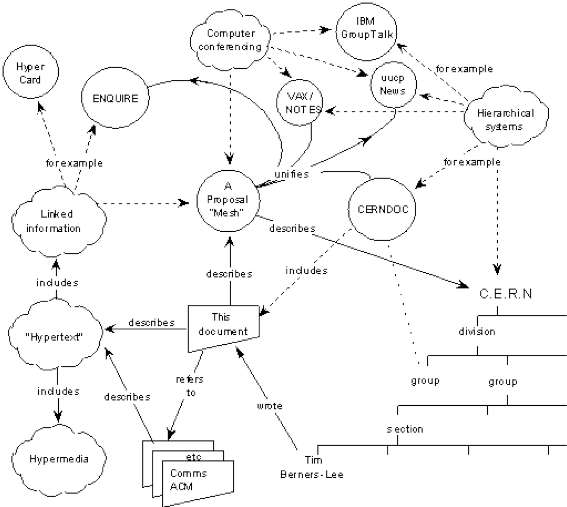 IBM
GroupTalk
Computer
conferencing
Hyper
Card
uucp
News
for example
ENQUIRE
VAX/
NOTES
Hierarchical
systems
for example
for example
unifies
A
Proposal
"Mesh"
CERNDOC
Linked
information
describes
includes
describes
includes
C.E.R.N
This
document
describes
"Hypertext"
division
refers
to
group
group
includes
describes
wrote
section
etc
Hypermedia
Tim
Berners-Lee
Comms
ACM